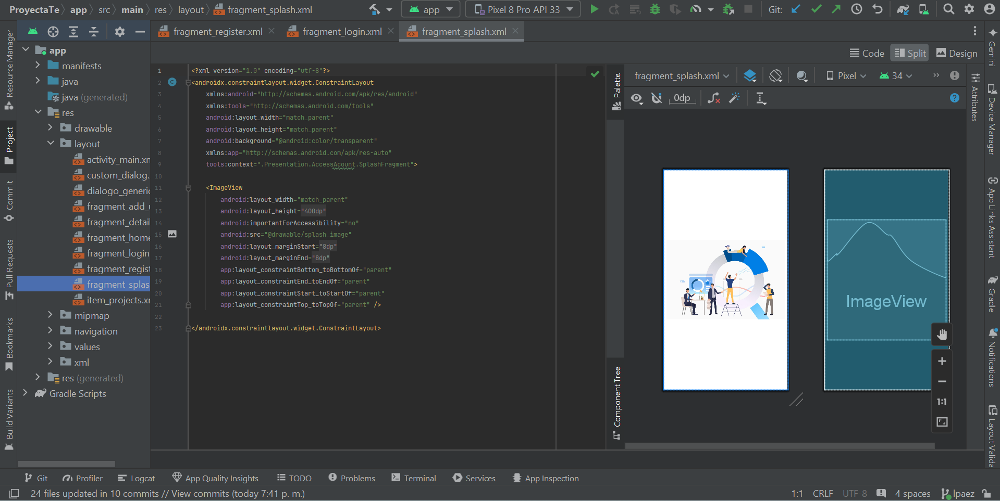 ProyectaTe app src main res layout fragment_splash.xml
app Pixel 8 Pro API 33 Git:
fragment_register.xml fragment_login.xml fragment_splash.xml
Code Split Design
Resource Manager
Project
Commit
Pull Requests
Bookmarks
Build Variants
app
manifests
java
java (generated)
res
drawable
layout
activity_main.xm
custom_dialog.
dialogo_generic
fragment_add_u
fragment_detail
fragment_home
fragment_login
fragment_regist
fragment_splas
item_projects.xm
mipmap
navigation
values
xml
res (generated)
Gradle Scripts
1 <?xml version="1.0" encoding="utf-8"?>
2 <androidx.constraintlayout.widget.ConstraintLayout
3 xmlns:android="http://schemas.android.com/apk/res/android"
4 xmlns:tools="http://schemas.android.com/tools"
5 android:layout_width="match_parent"
6 android:layout_height="match_parent"
7 android:background="@android:color/transparent"
8 xmlns:app="http://schemas.android.com/apk/res-auto"
9 tools:context=".Presentation.AccessAcount.SplashFragment">
10
11 <ImageView
12 android:layout_width="match_parent"
13 android:layout_height="400dp"
14 android:importantForAccessibility="no"
15 android:src="@drawable/splash_image"
16 android:layout_marginStart="8dp"
17 android:layout_marginEnd="8dp"
18 app:layout_constraintBottom_toBottomOf="parent"
19 app:layout_constraintEnd_toEndOf="parent"
20 app:layout_constraintStart_toStartOf="parent"
21 app:layout_constraintTop_toTopOf="parent" />
22
23 </androidx.constraintlayout.widget.ConstraintLayout>
Palette
Component Tree
fragment_splash.xml Pixel 34
0dp
ImageView
1:1
Attributes
Gemini
Device Manager
App Links Assistant
Gradle
Notifications
Layout Valida
Git Profiler Logcat App Quality Insights TODO Problems Terminal Services App Inspection
24 files updated in 10 commits // View commits (today 7:41 p. m.) 1:1 CRLF UTF-8 4 spaces lpaez